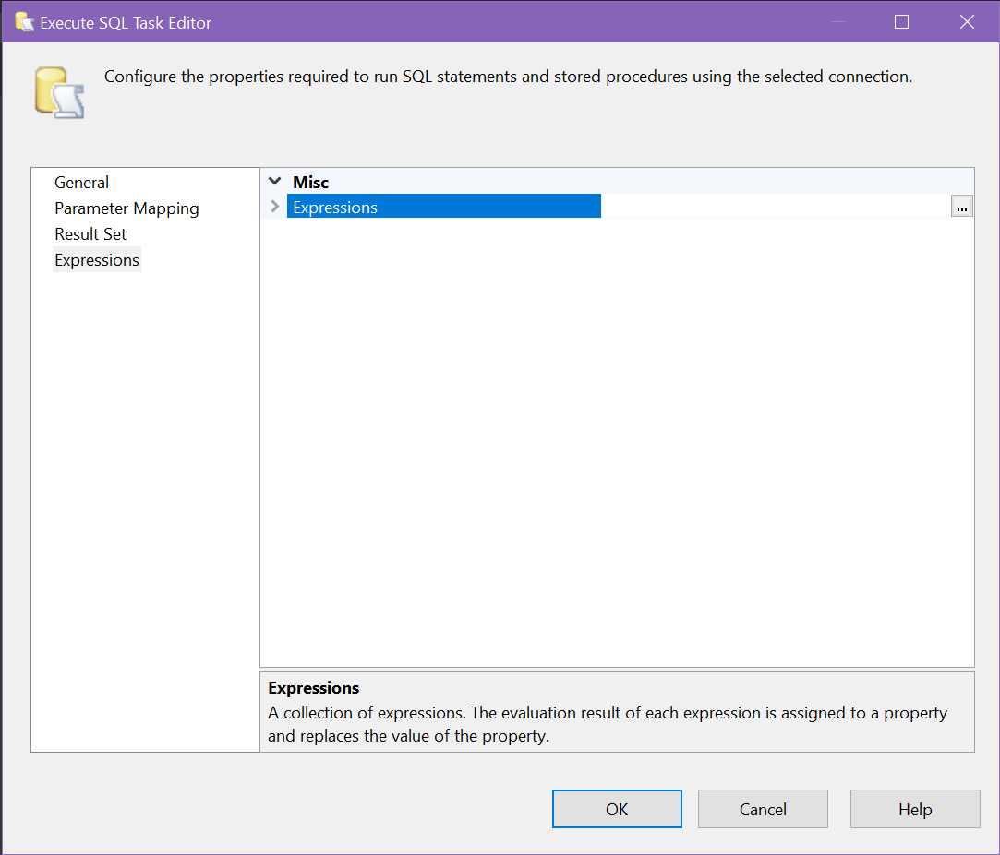 Execute SQL Task Editor
Configure the properties required to run SQL statements and stored procedures using the selected connection.
General
Parameter Mapping
Result Set
Expressions
Misc
Expressions
...
Expressions
A collection of expressions. The evaluation result of each expression is assigned to a property
and replaces the value of the property.
OK
Cancel
Help